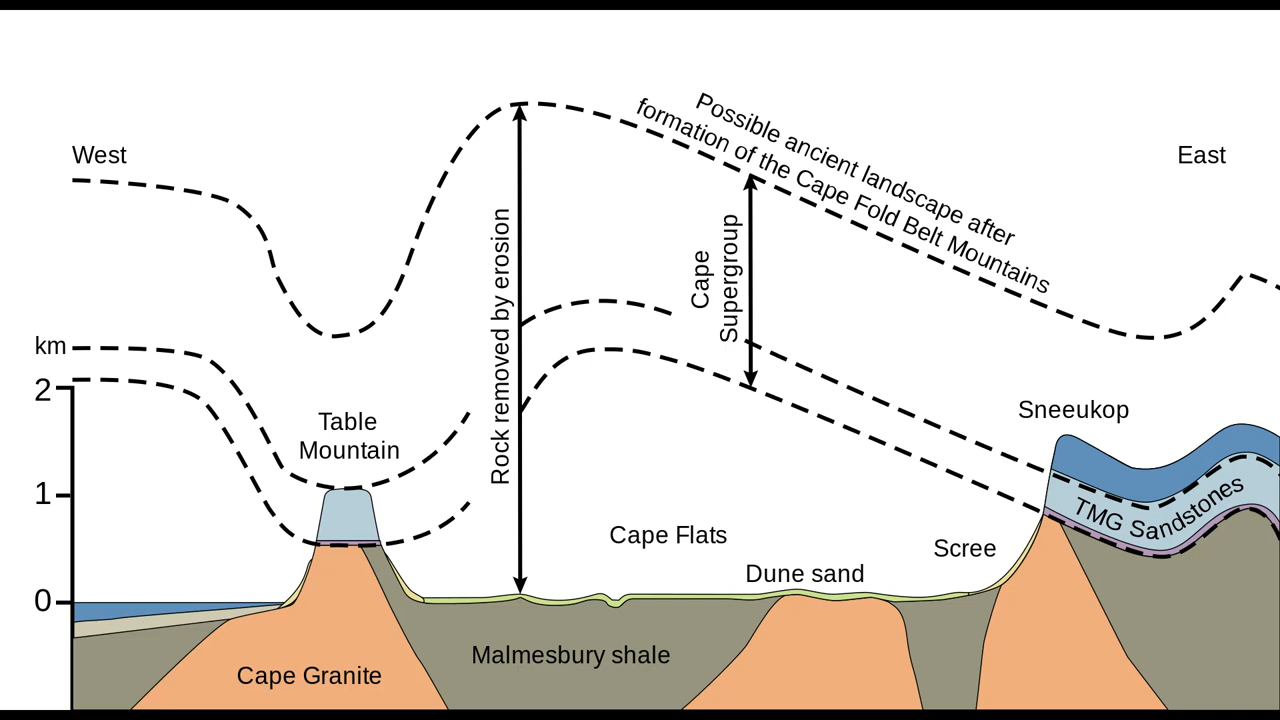 Possible ancient landscape after
formation of the Cape Fold Belt Mountains
West
East
Rock removed by erosion
Cape
Supergroup
km
2
1
0
Table
Mountain
Sneeukop
TMG Sandstones
Cape Flats
Scree
Dune sand
Malmesbury shale
Cape Granite